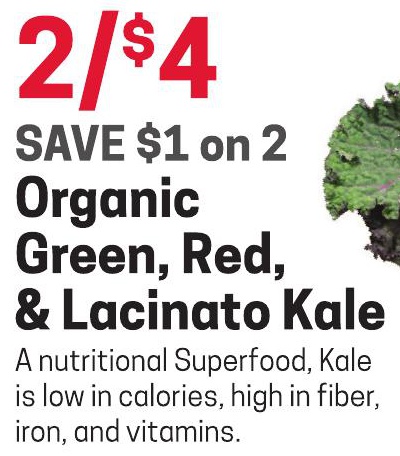 2/$4
SAVE $1 on 2
Organic
Green, Red,
& Lacinato Kale
A nutritional Superfood, Kale
is low in calories, high in fiber,
iron, and vitamins.